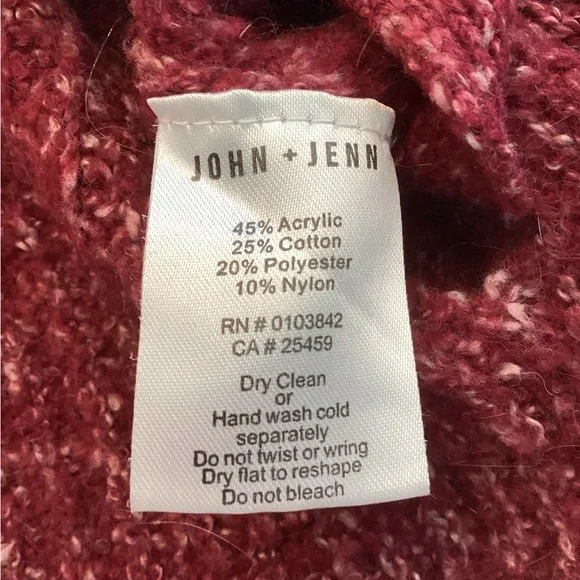 JOHN + JENN
45% Acrylic
25% Cotton
20% Polyester
10% Nylon
RN # 0103842
CA # 25459
Dry Clean
or
Hand wash cold
separately
Do not twist or wring
Dry flat to reshape
Do not bleach